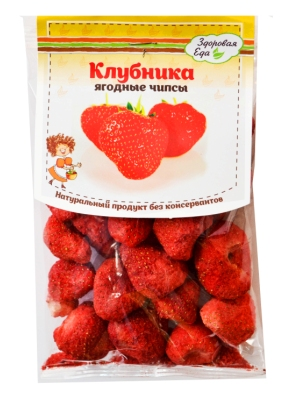 Здоровая
Еда
Клубника
ягодные чипсы
Натуральный продукт без консервантов